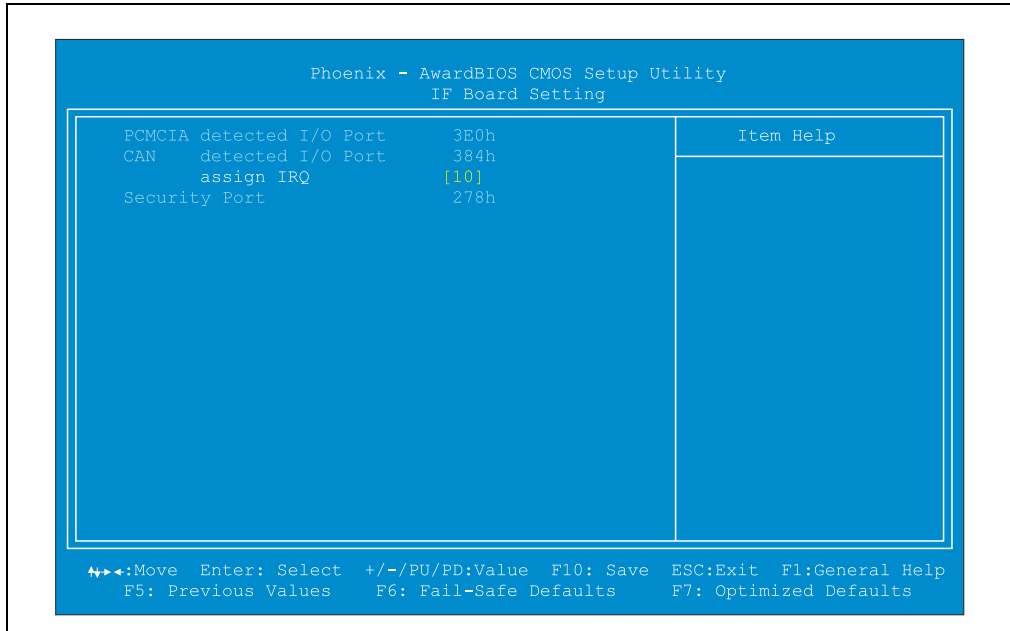 Phoenix - AwardBIOS CMOS Setup Utility
IF Board Setting
PCMCIA detected I/O Port 3E0h
CAN detected I/O Port 384h
assign IRQ [10]
Security Port 278h
Item Help
:Move Enter: Select +/-/PU/PD:Value F10: Save ESC:Exit F1:General Help
F5: Previous Values F6: Fail-Safe Defaults F7: Optimized Defaults